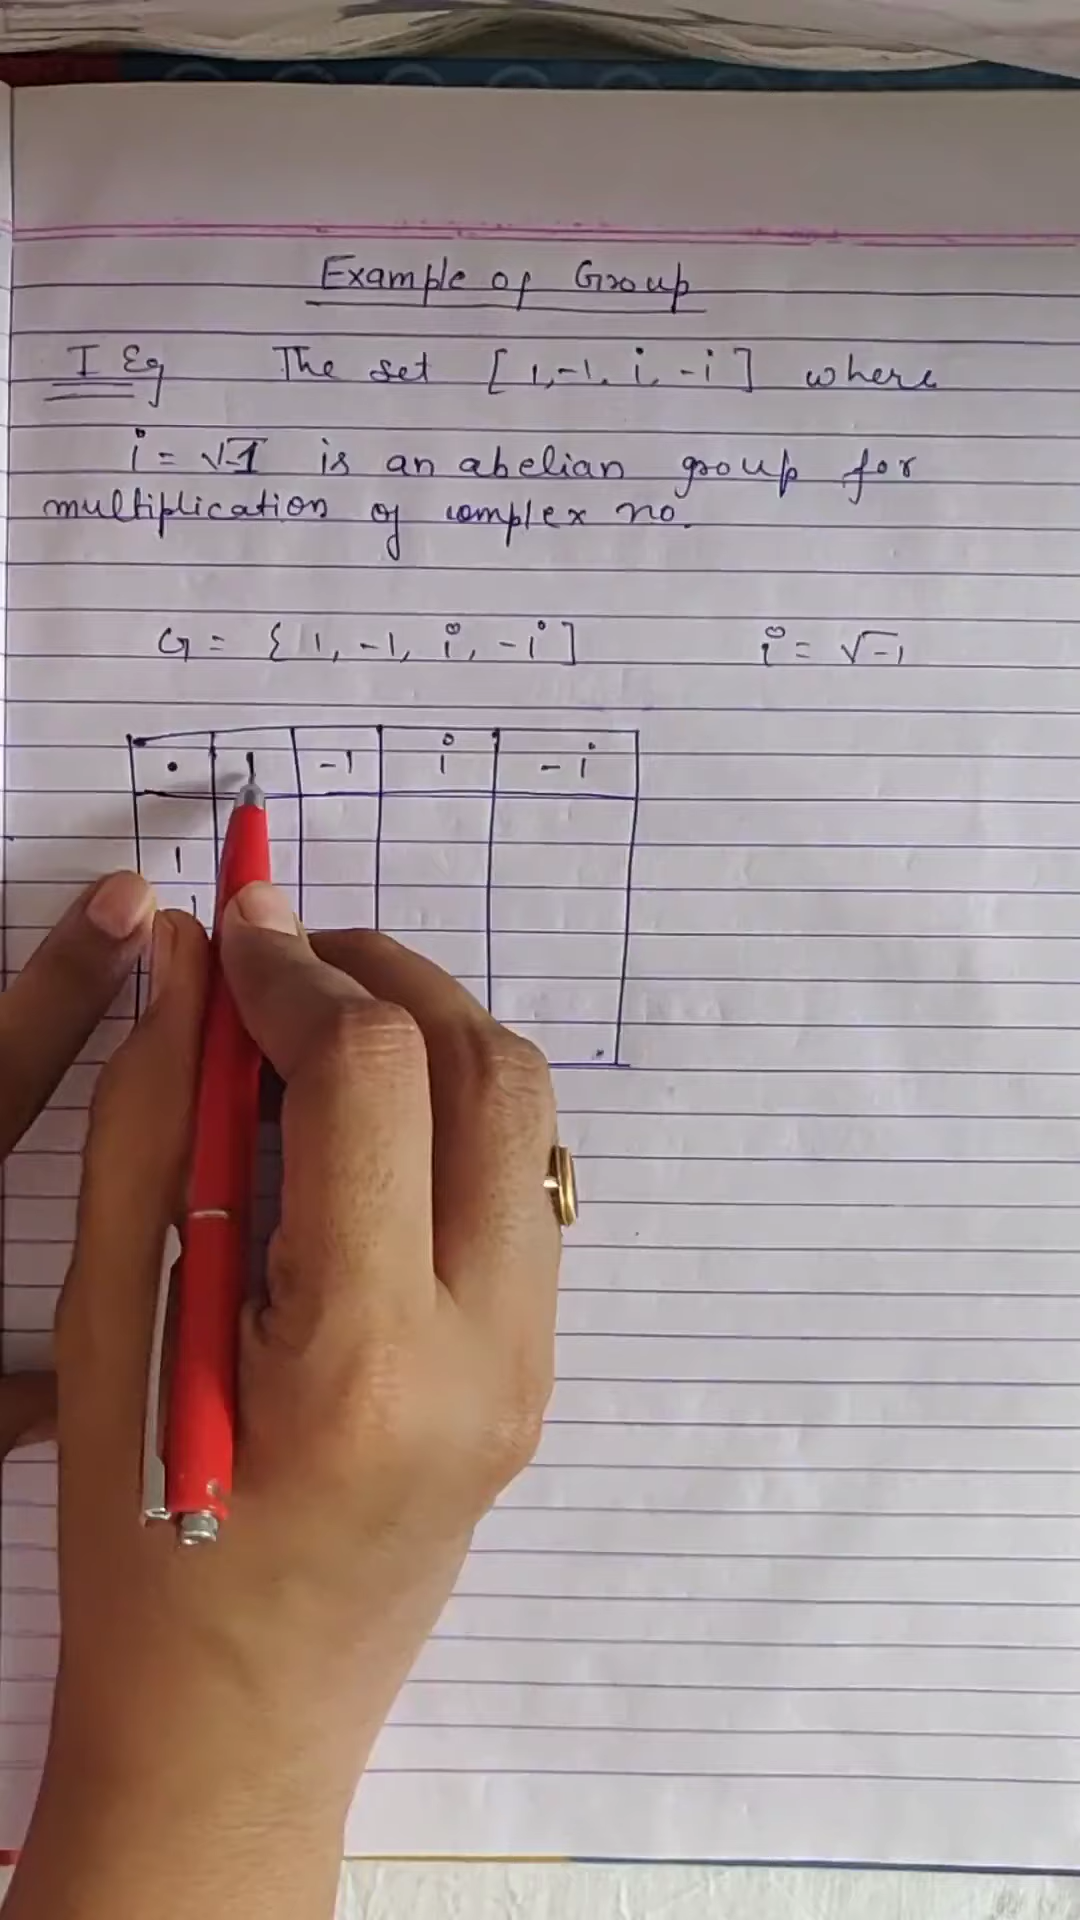 Example of Group
I Eg The set [1,-1, i, -i] where
i = √-1 is an abelian group for
multiplication of complex no.
G = {1, -1, i, -i] i = √-1
• 1 -1 i -i
1